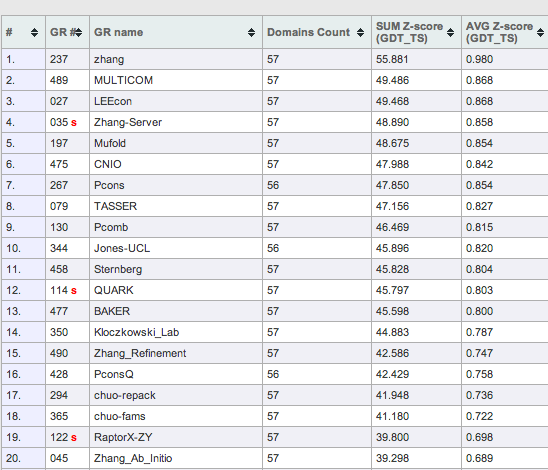 # GR # GR name Domains Count SUM Z-score (GDT_TS) AVG Z-score (GDT_TS)
1. 237 zhang 57 55.881 0.980
2. 489 MULTICOM 57 49.486 0.868
3. 027 LEEcon 57 49.468 0.868
4. 035 s Zhang-Server 57 48.890 0.858
5. 197 Mufold 57 48.675 0.854
6. 475 CNIO 57 47.988 0.842
7. 267 Pcons 56 47.850 0.854
8. 079 TASSER 57 47.156 0.827
9. 130 Pcomb 57 46.469 0.815
10. 344 Jones-UCL 56 45.896 0.820
11. 458 Sternberg 57 45.828 0.804
12. 114 s QUARK 57 45.797 0.803
13. 477 BAKER 57 45.598 0.800
14. 350 Kloczkowski_Lab 57 44.883 0.787
15. 490 Zhang_Refinement 57 42.586 0.747
16. 428 PconsQ 56 42.429 0.758
17. 294 chuo-repack 57 41.948 0.736
18. 365 chuo-fams 57 41.180 0.722
19. 122 s RaptorX-ZY 57 39.800 0.698
20. 045 Zhang_Ab_Initio 57 39.298 0.689